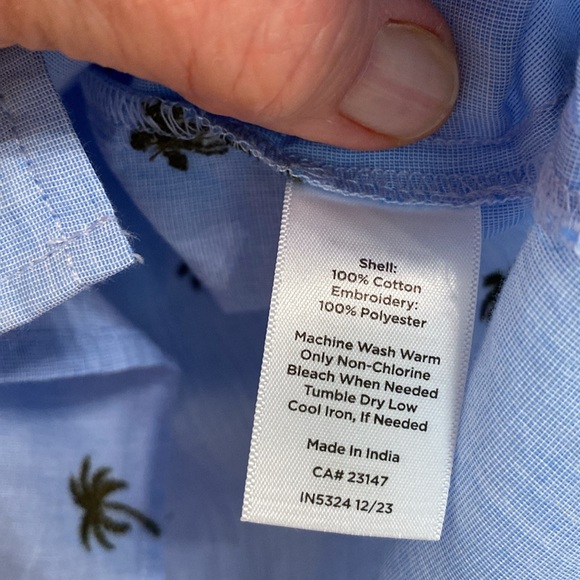 Shell:
100% Cotton
Embroidery:
100% Polyester
Machine Wash Warm
Only Non-Chlorine
Bleach When Needed
Tumble Dry Low
Cool Iron, If Needed
Made In India
CA# 23147
IN5324 12/23